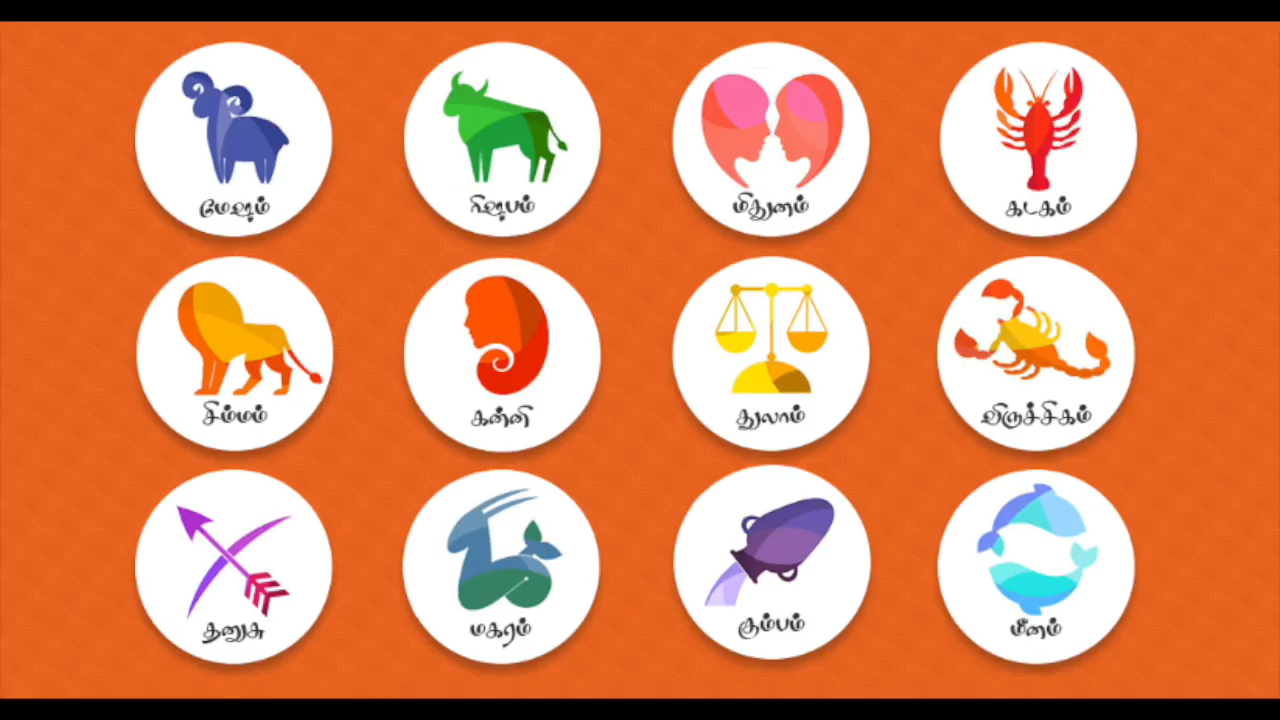 மேஷம்
ரிஷபம்
மிதுனம்
கடகம்
சிம்மம்
கன்னி
துலாம்
விருச்சிகம்
தனுசு
மகரம்
கும்பம்
மீனம்